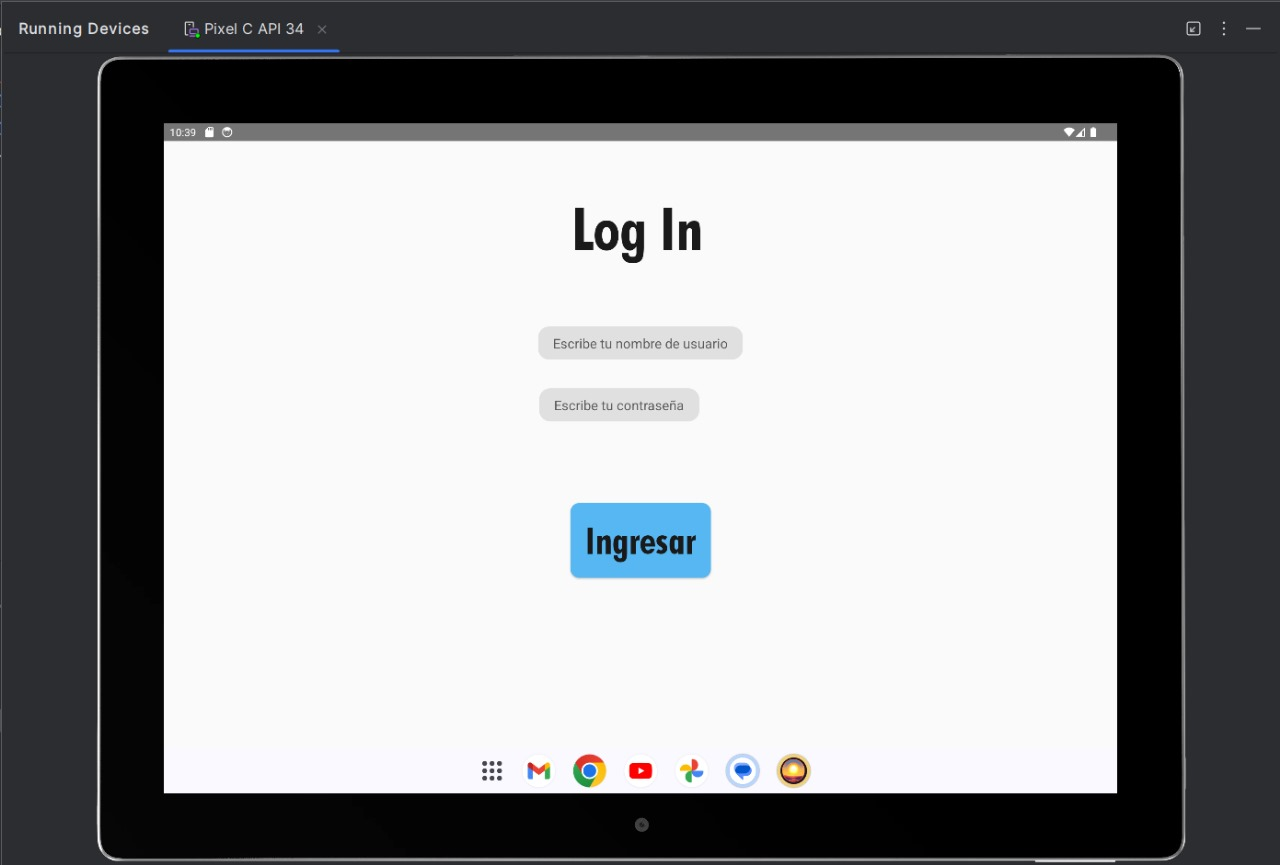 Running Devices Pixel C API 34
10:39
Log In
Escribe tu nombre de usuario
Escribe tu contraseña
Ingresar